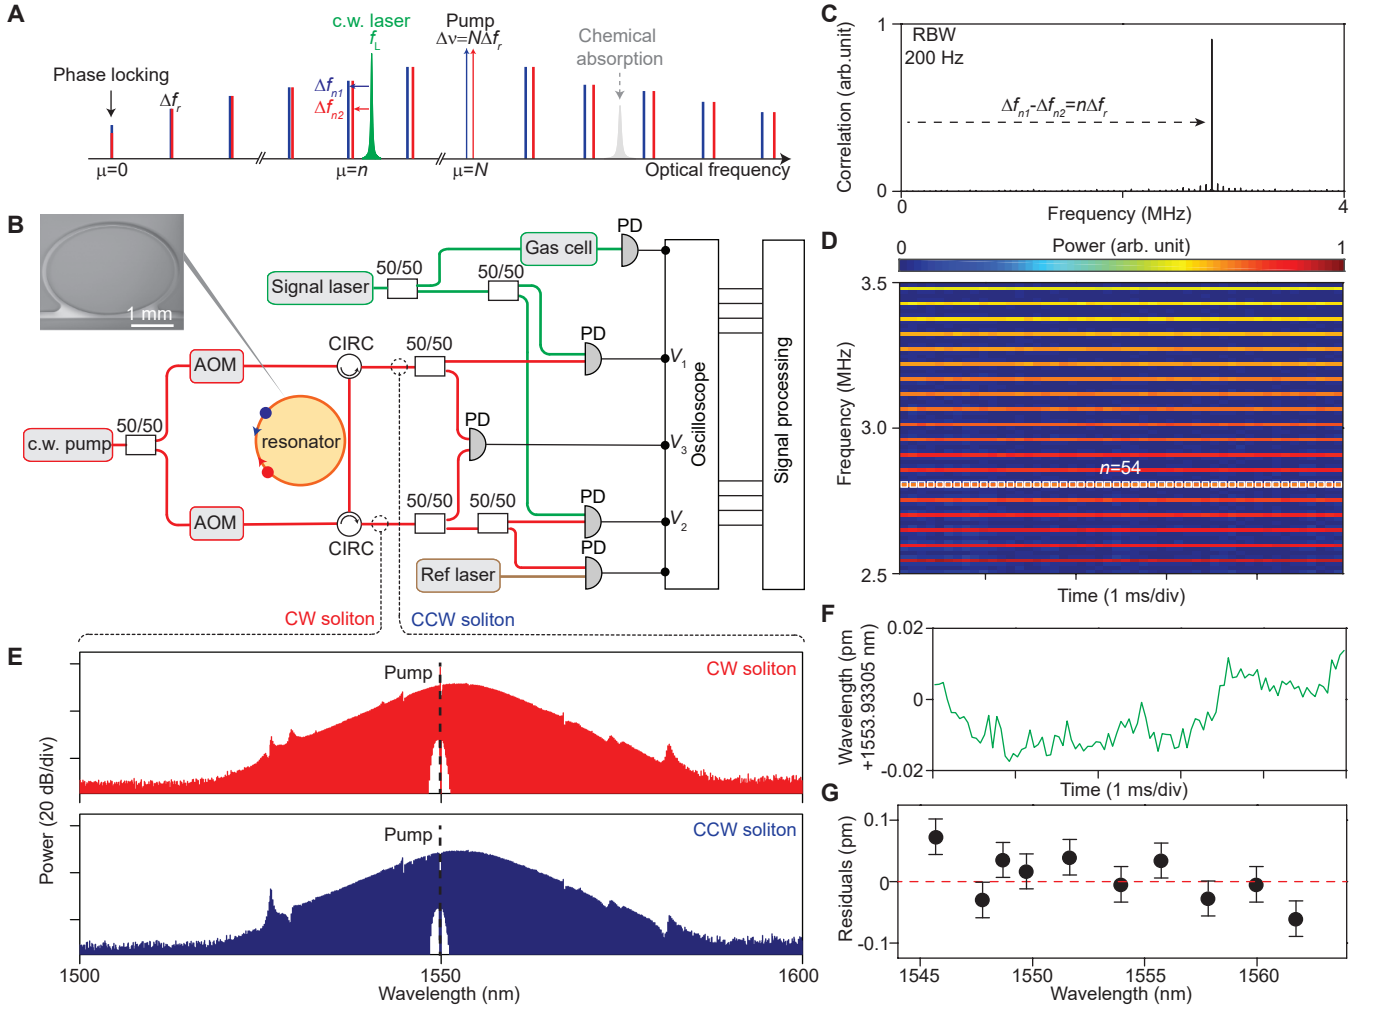 A
c.w. laser
f_L
Pump
Δν=NΔf_r
Chemical
absorption
Phase locking
Δf_r
Δf_n1
Δf_n2
μ=0
μ=n
μ=N
Optical frequency
B
1 mm
Signal laser
50/50
50/50
Gas cell
PD
CIRC
50/50
PD
V_1
AOM
c.w. pump
50/50
resonator
PD
V_3
AOM
CIRC
50/50
50/50
PD
V_2
PD
Ref laser
Oscilloscope
Signal processing
CW soliton
CCW soliton
C
1
0
Correlation (arb.unit)
RBW
200 Hz
Δf_n1-Δf_n2=nΔf_r
0
4
Frequency (MHz)
D
0
Power (arb. unit)
1
3.5
3.0
2.5
Frequency (MHz)
n=54
Time (1 ms/div)
E
Pump
CW soliton
Pump
CCW soliton
Power (20 dB/div)
1500
1550
1600
Wavelength (nm)
F
0.02
0
-0.02
Wavelength (pm
+1553.93305 nm)
Time (1 ms/div)
G
0.1
0
-0.1
Residuals (pm)
1545
1550
1555
1560
Wavelength (nm)